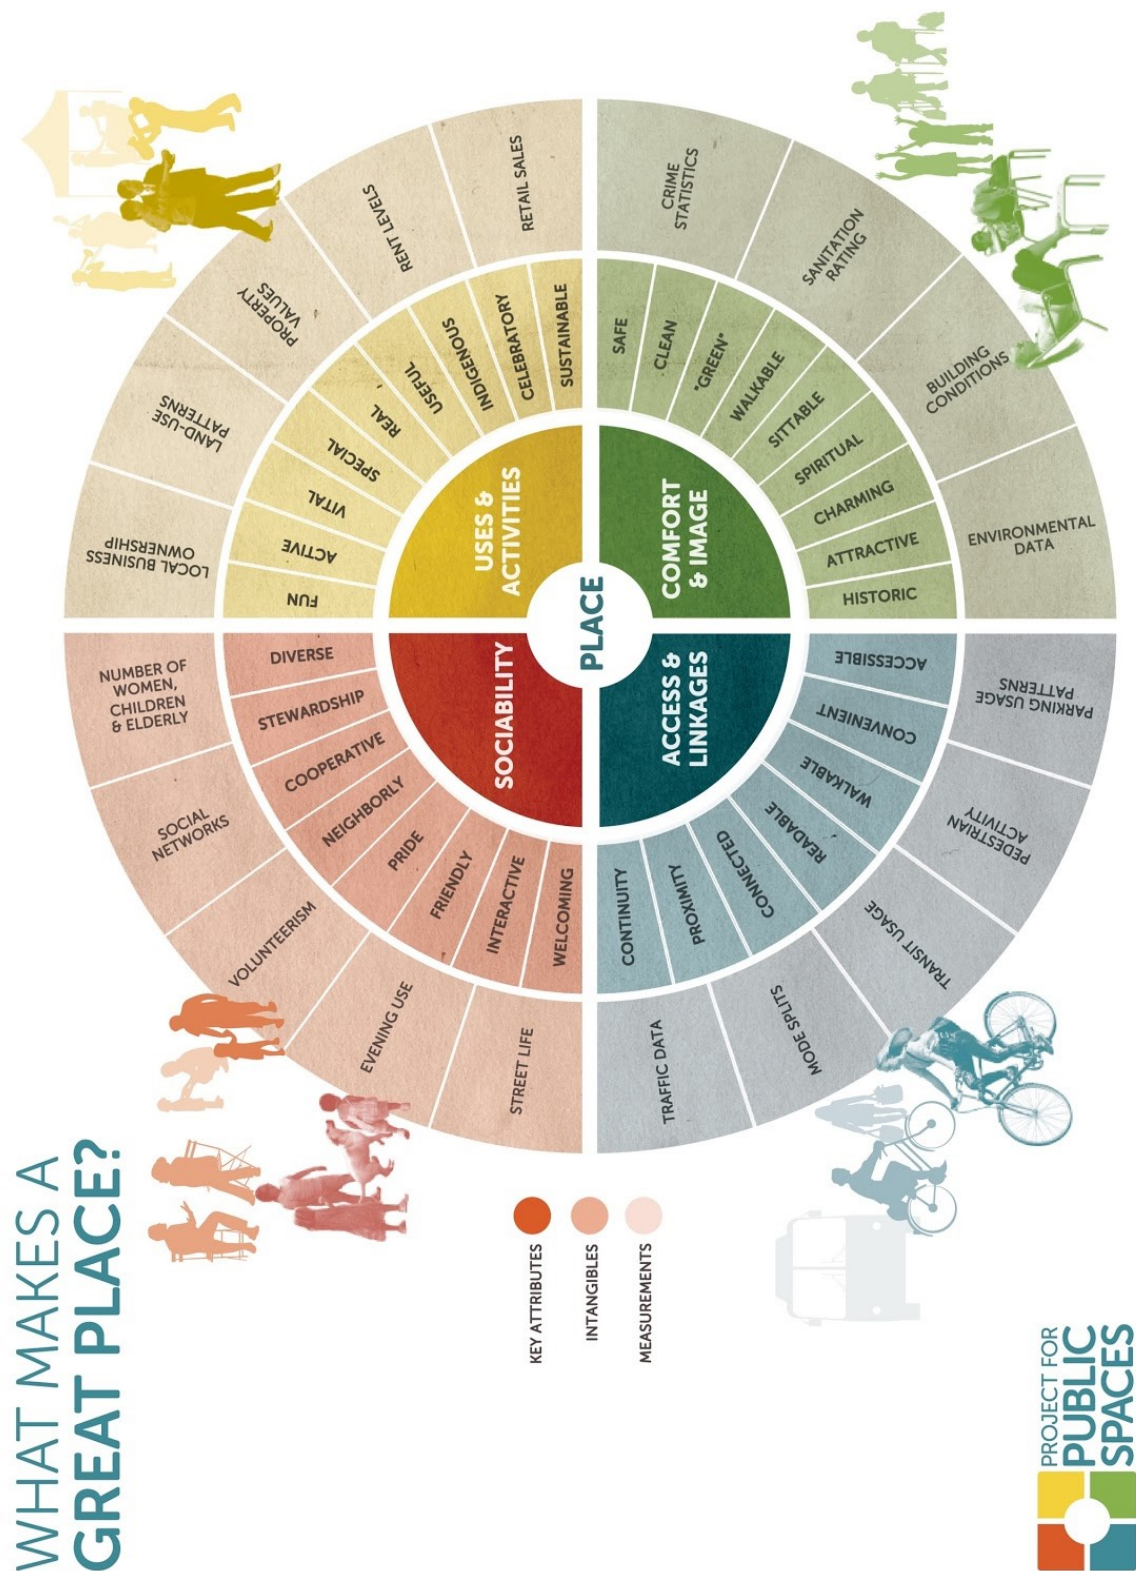 WHAT MAKES A
GREAT PLACE?
KEY ATTRIBUTES
INTANGIBLES
MEASUREMENTS
PLACE
SOCIABILITY
USES &
ACTIVITIES
ACCESS &
LINKAGES
COMFORT
& IMAGE
DIVERSE
STEWARDSHIP
COOPERATIVE
NEIGHBORLY
PRIDE
FRIENDLY
INTERACTIVE
WELCOMING
NUMBER OF
WOMEN,
CHILDREN
& ELDERLY
SOCIAL
NETWORKS
VOLUNTEERISM
EVENING USE
STREET LIFE
FUN
ACTIVE
VITAL
SPECIAL
REAL
USEFUL
INDIGENOUS
CELEBRATORY
SUSTAINABLE
LOCAL BUSINESS
OWNERSHIP
LAND-USE
PATTERNS
PROPERTY
VALUES
RENT LEVELS
RETAIL SALES
CONTINUITY
PROXIMITY
CONNECTED
READABLE
WALKABLE
CONVENIENT
ACCESSIBLE
TRAFFIC DATA
MODE SPLITS
TRANSIT USAGE
PEDESTRIAN
ACTIVITY
PARKING USAGE
PATTERNS
SAFE
CLEAN
"GREEN"
WALKABLE
SITTABLE
SPIRITUAL
CHARMING
ATTRACTIVE
HISTORIC
CRIME
STATISTICS
SANITATION
RATING
BUILDING
CONDITIONS
ENVIRONMENTAL
DATA
PROJECT FOR
PUBLIC
SPACES